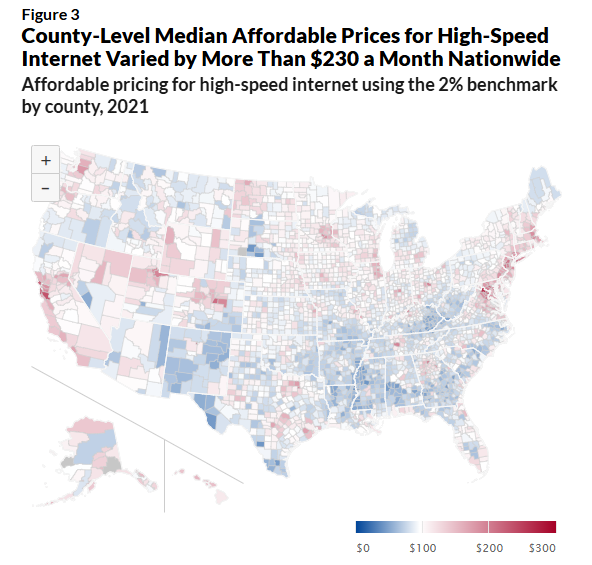 Figure 3
County-Level Median Affordable Prices for High-Speed
Internet Varied by More Than $230 a Month Nationwide
Affordable pricing for high-speed internet using the 2% benchmark
by county, 2021
+
−
$0 $100 $200 $300